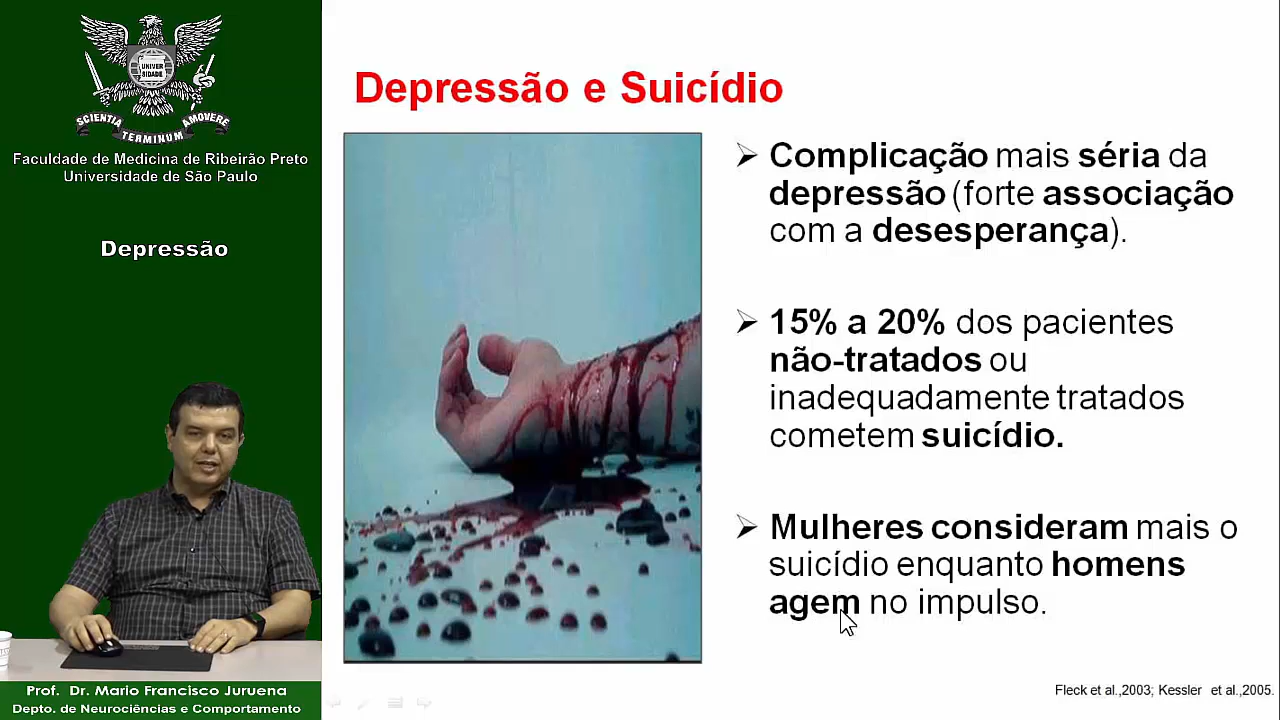 UNIVER
SIDADE
SCIENTIA
TERMINUM
AMOVERE
Faculdade de Medicina de Ribeirão Preto
Universidade de São Paulo
Depressão
Prof. Dr. Mario Francisco Juruena
Depto. de Neurociências e Comportamento
Depressão e Suicídio
Complicação mais séria da
depressão (forte associação
com a desesperança).
15% a 20% dos pacientes
não-tratados ou
inadequadamente tratados
cometem suicídio.
Mulheres consideram mais o
suicídio enquanto homens
agem no impulso.
Fleck et al.,2003; Kessler et al.,2005.